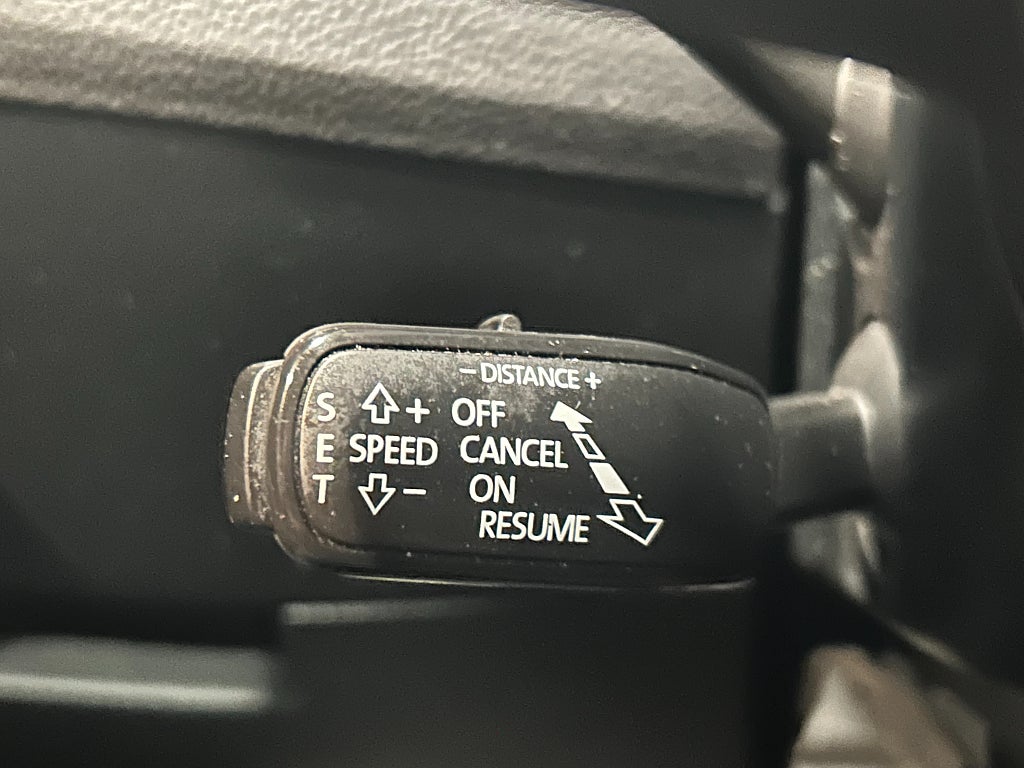 − DISTANCE +
S + OFF
E SPEED CANCEL
T − ON
RESUME